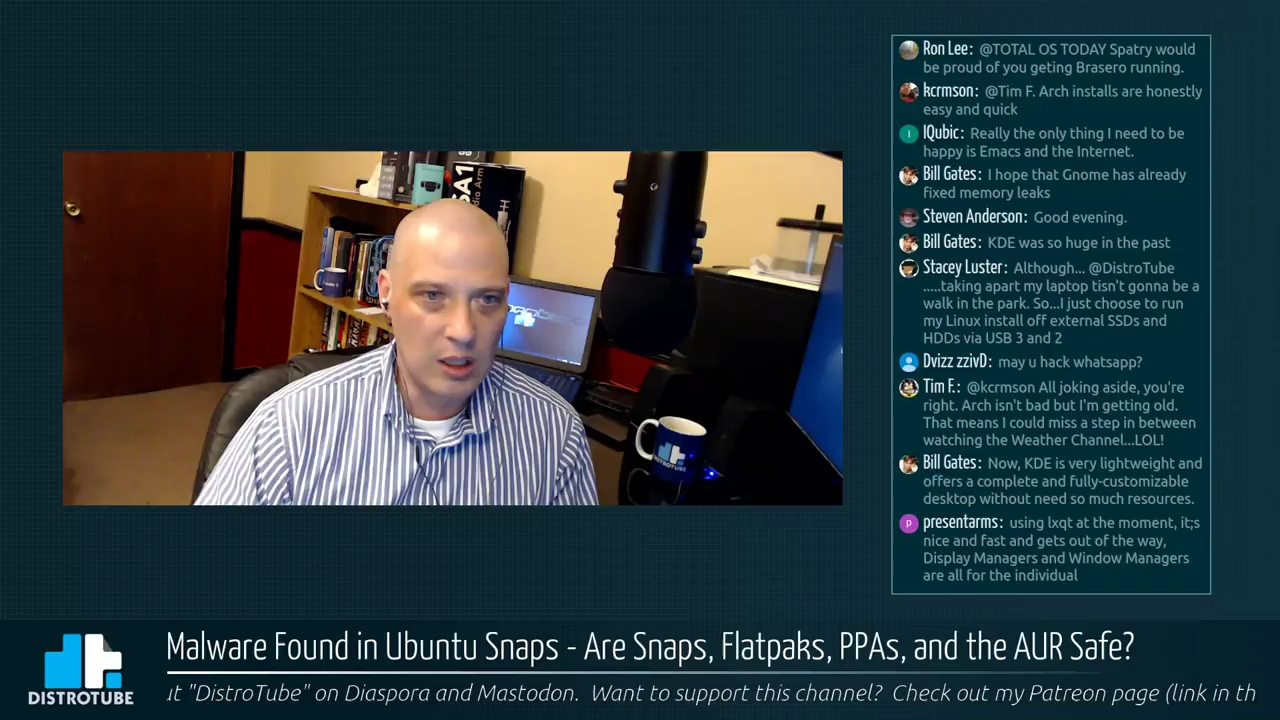 Ron Lee: @TOTAL OS TODAY Spatry would
be proud of you geting Brasero running.
kcrmson: @Tim F. Arch installs are honestly
easy and quick
I
IQubic: Really the only thing I need to be
happy is Emacs and the Internet.
Bill Gates: I hope that Gnome has already
fixed memory leaks
Steven Anderson: Good evening.
Bill Gates: KDE was so huge in the past
Stacey Luster: Although... @DistroTube
.....taking apart my laptop tisn't gonna be a
walk in the park. So...I just choose to run
my Linux install off external SSDs and
HDDs via USB 3 and 2
Dvizz zzivD: may u hack whatsapp?
Tim F.: @kcrmson All joking aside, you're
right. Arch isn't bad but I'm getting old.
That means I could miss a step in between
watching the Weather Channel...LOL!
Bill Gates: Now, KDE is very lightweight and
offers a complete and fully-customizable
desktop without need so much resources.
P
presentarms: using lxqt at the moment, it;s
nice and fast and gets out of the way,
Display Managers and Window Managers
are all for the individual
DISTROTUBE
Malware Found in Ubuntu Snaps - Are Snaps, Flatpaks, PPAs, and the AUR Safe?
DISTROTUBE
ut "DistroTube" on Diaspora and Mastodon. Want to support this channel? Check out my Patreon page (link in th